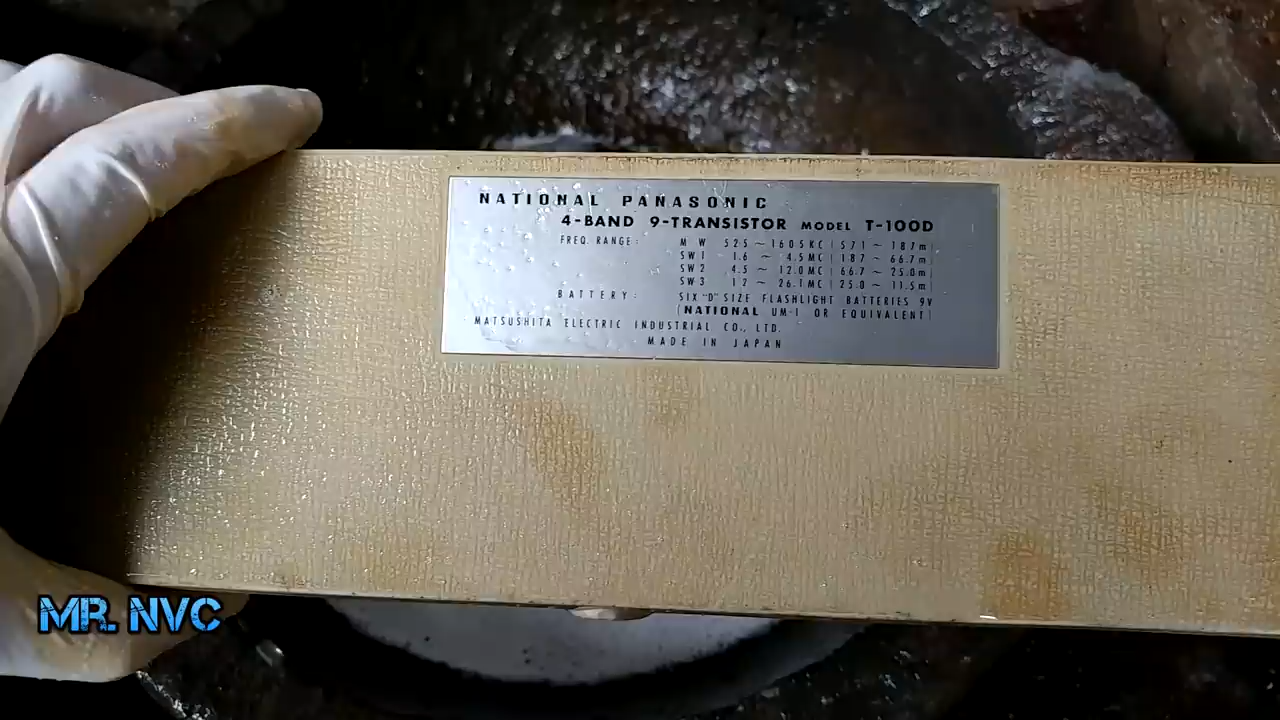 NATIONAL PANASONIC
4-BAND 9-TRANSISTOR MODEL T-100D
FREQ. RANGE: MW 525 ~ 1605KC | 571 ~ 187m
SW1 1.6 ~ 4.5MC | 187 ~ 66.7m
SW2 4.5 ~ 12.0MC | 66.7 ~ 25.0m
SW3 12 ~ 26.1MC | 25.0 ~ 11.5m
BATTERY: SIX "D" SIZE FLASHLIGHT BATTERIES 9V
(NATIONAL UM-1 OR EQUIVALENT)
MATSUSHITA ELECTRIC INDUSTRIAL CO., LTD.
MADE IN JAPAN
MR. NVC